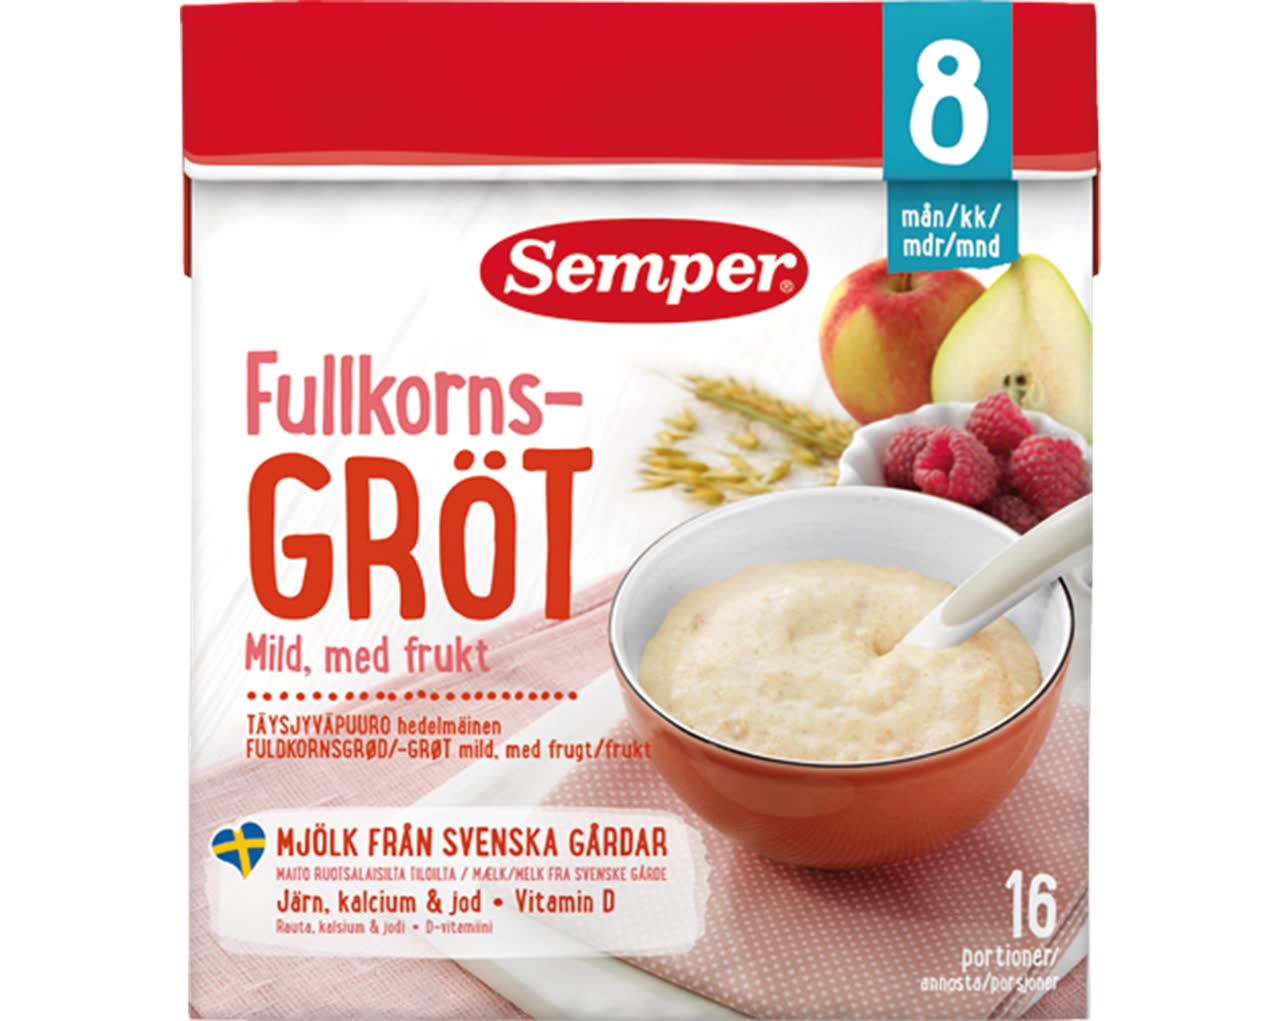 8
mån/kk/
mdr/mnd
Semper®
Fullkorns-
GRÖT
Mild, med frukt
TÄYSJYVÄPUURO hedelmäinen
FULDKORNSGRØD/-GRØT mild, med frugt/frukt
MJÖLK FRÅN SVENSKA GÅRDAR
MAITO RUOTSALAISILTA TILOILTA / MÆLK/MELK FRA SVENSKE GÅRDE
Järn, kalcium & jod • Vitamin D
Rauta, kalsium & jodi • D-vitamiini
16
portioner/
annosta/porsjoner